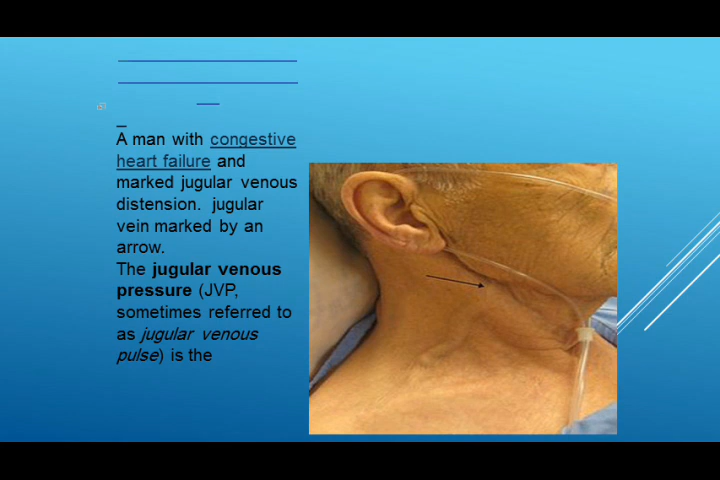 A man with congestive
heart failure and
marked jugular venous
distension. jugular
vein marked by an
arrow.
The jugular venous
pressure (JVP,
sometimes referred to
as jugular venous
pulse) is the